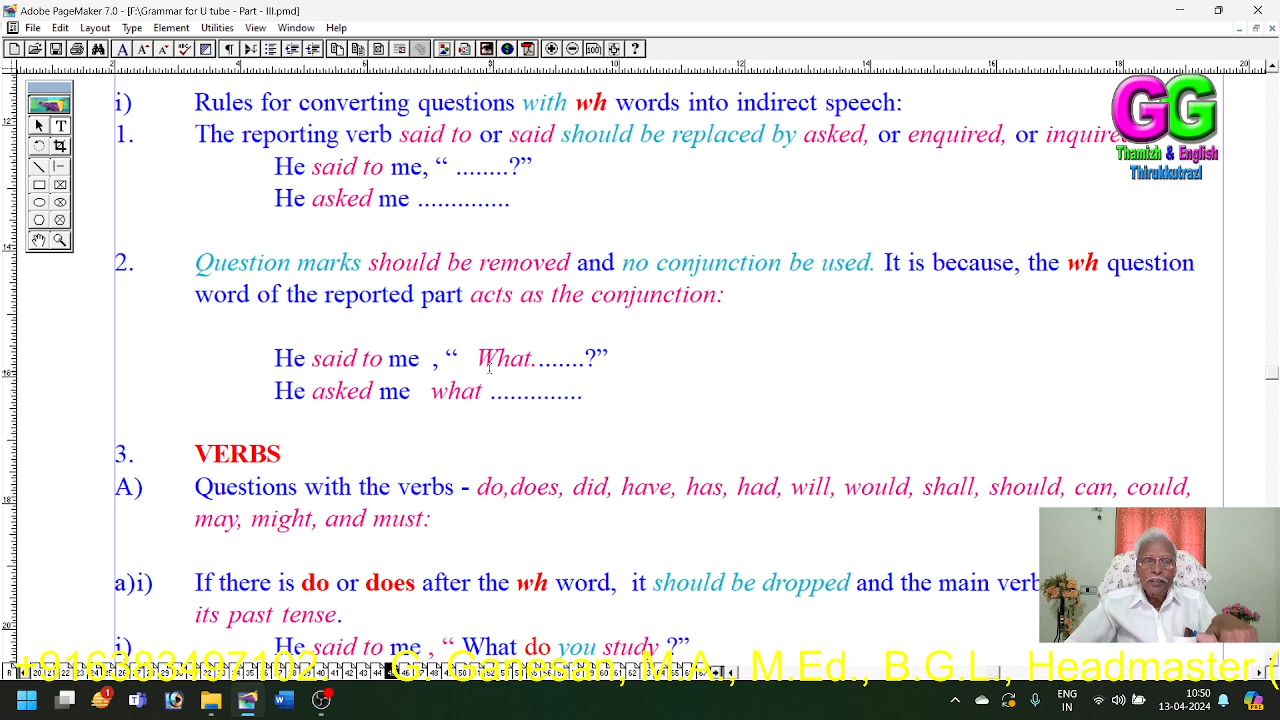 Adobe PageMaker 7.0 - [F:\Grammar for U tube - Part - III.pmd]
File Edit Layout Type Element Utilities View Window Help
i) Rules for converting questions with wh words into indirect speech:
1. The reporting verb said to or said should be replaced by asked, or enquired, or
He said to me, “ ........?”
He asked me ..............
GG
Thamizh & English
Thirukkutrazl
2. Question marks should be removed and no conjunction be used. It is because, the wh question
word of the reported part acts as the conjunction:
He said to me , “ What........?”
He asked me what ..............
3. VERBS
A) Questions with the verbs - do,does, did, have, has, had, will, would, shall, should, can, could,
may, might, and must:
a)i) If there is do or does after the wh word, it should be dropped and the main verb
its past tense.
i) He said to me , “ What do you study ?”
G. Ganesan, M.A., M.Ed., B.G.L., Headmaster
ENG
IN
10:50
13-04-2024